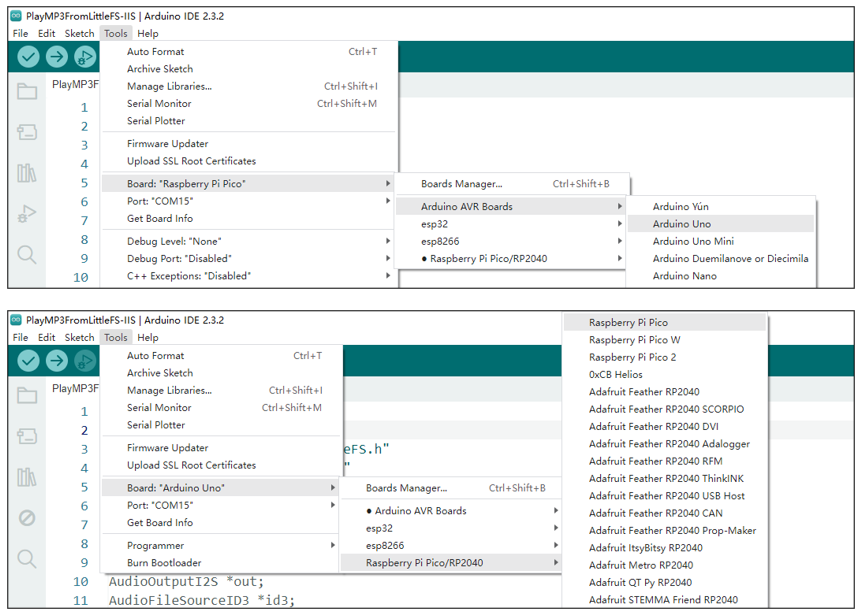 PlayMP3FromLittleFS-IIS | Arduino IDE 2.3.2
File Edit Sketch Tools Help
Auto Format Ctrl+T
Archive Sketch
PlayMP3F
Manage Libraries... Ctrl+Shift+I
1 Serial Monitor Ctrl+Shift+M
2 Serial Plotter
3 Firmware Updater
4 Upload SSL Root Certificates
5 Board: "Raspberry Pi Pico" Boards Manager... Ctrl+Shift+B
6 Port: "COM15" Arduino AVR Boards Arduino Yún
7 Get Board Info esp32 Arduino Uno
8 Debug Level: "None" esp8266 Arduino Uno Mini
9 Debug Port: "Disabled" ● Raspberry Pi Pico/RP2040 Arduino Duemilanove or Diecimila
10 C++ Exceptions: "Disabled" Arduino Nano
PlayMP3FromLittleFS-IIS | Arduino IDE 2.3.2
File Edit Sketch Tools Help
Auto Format Ctrl+T
Archive Sketch
PlayMP3F
Manage Libraries... Ctrl+Shift+I
1 Serial Monitor Ctrl+Shift+M
2 Serial Plotter
3 Firmware Updater eFS.h"
4 Upload SSL Root Certificates "
5 Board: "Arduino Uno" Boards Manager... Ctrl+Shift+B
6 Port: "COM15" ● Arduino AVR Boards
7 Get Board Info esp32
8 Programmer esp8266
9 Burn Bootloader Raspberry Pi Pico/RP2040
10 AudioOutputI2S *out;
11 AudioFileSourceID3 *id3;
Raspberry Pi Pico
Raspberry Pi Pico W
Raspberry Pi Pico 2
0xCB Helios
Adafruit Feather RP2040
Adafruit Feather RP2040 SCORPIO
Adafruit Feather RP2040 DVI
Adafruit Feather RP2040 Adalogger
Adafruit Feather RP2040 RFM
Adafruit Feather RP2040 ThinkINK
Adafruit Feather RP2040 USB Host
Adafruit Feather RP2040 CAN
Adafruit Feather RP2040 Prop-Maker
Adafruit ItsyBitsy RP2040
Adafruit Metro RP2040
Adafruit QT Py RP2040
Adafruit STEMMA Friend RP2040